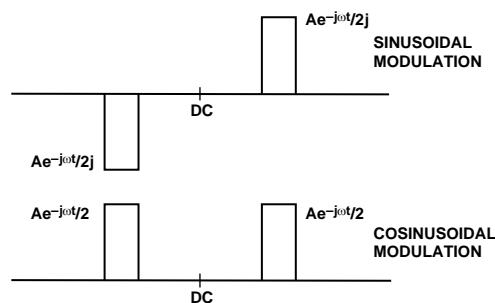 Ae⁻ʲωᵗ/2j
SINUSOIDAL
MODULATION
DC
Ae⁻ʲωᵗ/2j
Ae⁻ʲωᵗ/2
Ae⁻ʲωᵗ/2
COSINUSOIDAL
MODULATION
DC